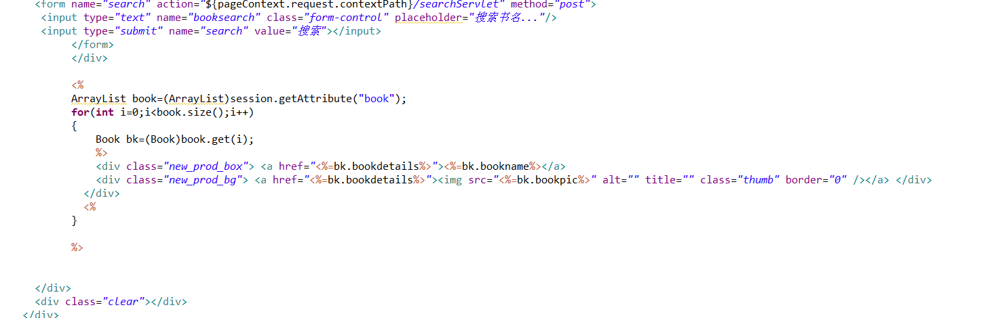 <form name="search" action="${pageContext.request.contextPath}/searchServlet" method="post">
<input type="text" name="booksearch" class="form-control" placeholder="搜索书名..."/>
<input type="submit" name="search" value="搜索"></input>
</form>
</div>
<%
ArrayList book=(ArrayList)session.getAttribute("book");
for(int i=0;i<book.size();i++)
{
Book bk=(Book)book.get(i);
%>
<div class="new_prod_box"> <a href="<%=bk.bookdetails%>"><%=bk.bookname%></a>
<div class="new_prod_bg"> <a href="<%=bk.bookdetails%>"><img src="<%=bk.bookpic%>" alt="" title="" class="thumb" border="0" /></a> </div>
</div>
<%
}
%>
</div>
<div class="clear"></div>
</div>